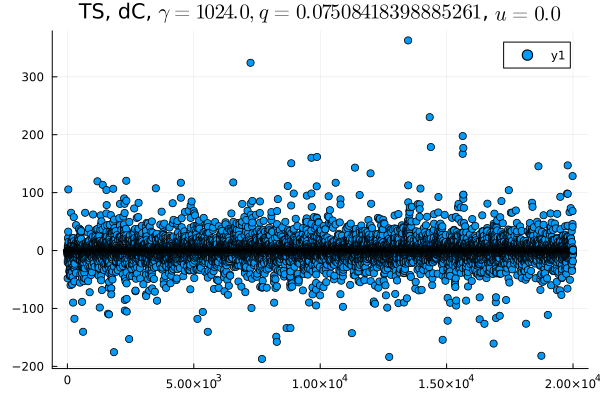 TS, dC, γ = 1024.0, q = 0.07508418398885261, u = 0.0
y1
300
200
100
0
−100
−200
0 5.00×10³ 1.00×10⁴ 1.50×10⁴ 2.00×10⁴